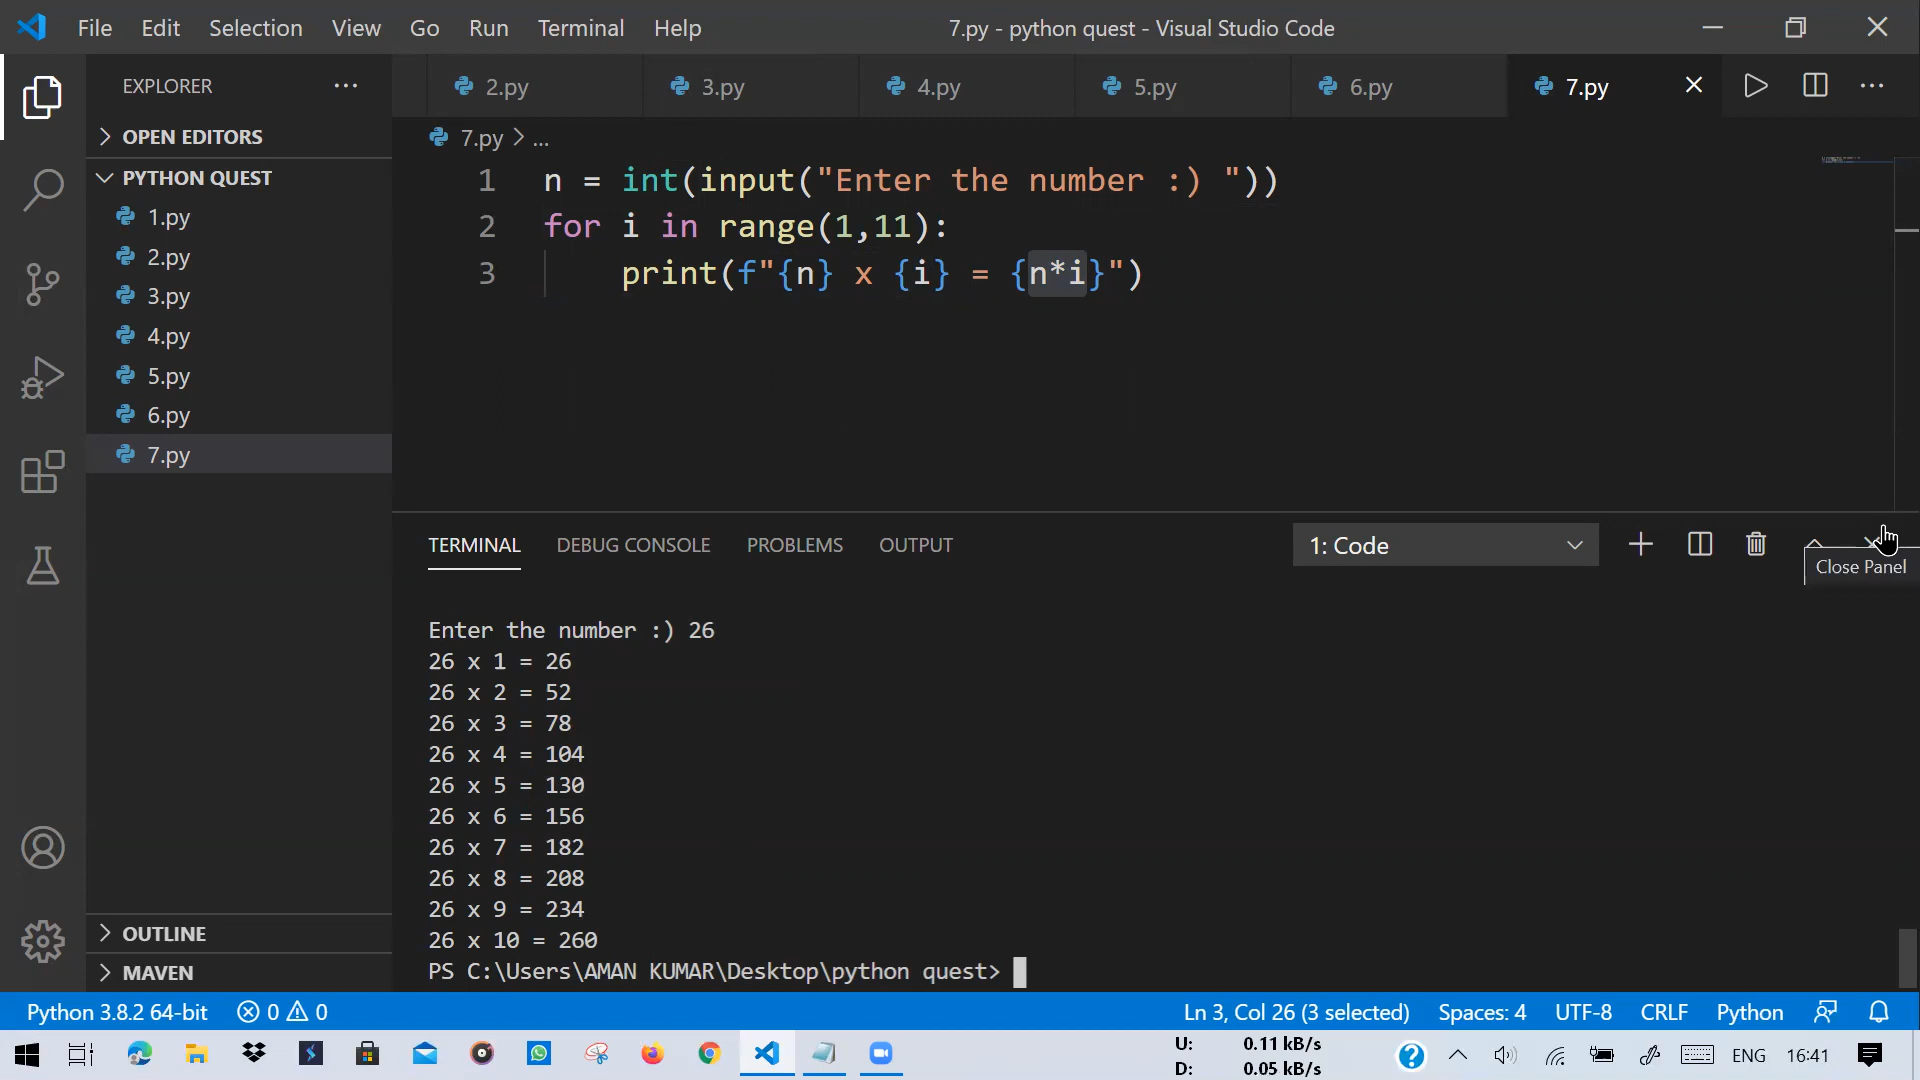 File Edit Selection View Go Run Terminal Help 7.py - python quest - Visual Studio Code
EXPLORER
2.py 3.py 4.py 5.py 6.py 7.py
OPEN EDITORS
7.py > ...
PYTHON QUEST
1.py
2.py
3.py
4.py
5.py
6.py
7.py
OUTLINE
MAVEN
1 n = int(input("Enter the number :) "))
2 for i in range(1,11):
3 print(f"{n} x {i} = {n*i}")
TERMINAL DEBUG CONSOLE PROBLEMS OUTPUT 1: Code
Close Panel
Enter the number :) 26
26 x 1 = 26
26 x 2 = 52
26 x 3 = 78
26 x 4 = 104
26 x 5 = 130
26 x 6 = 156
26 x 7 = 182
26 x 8 = 208
26 x 9 = 234
26 x 10 = 260
PS C:\Users\AMAN KUMAR\Desktop\python quest>
Python 3.8.2 64-bit 0 0 Ln 3, Col 26 (3 selected) Spaces: 4 UTF-8 CRLF Python
U: 0.11 kB/s
D: 0.05 kB/s
ENG 16:41